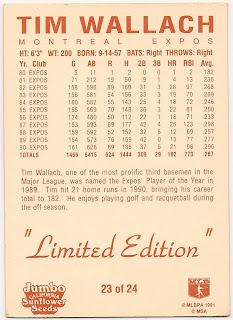 TIM WALLACH
MONTREAL EXPOS
HT: 6'3" WT: 200 BORN: 9-14-57 BATS: Right THROWS: Right
Yr. Club G AB R H 2B 3B HR RBI Avg
80 EXPOS 5 11 1 2 0 0 1 2 .182
81 EXPOS 71 212 19 50 9 1 4 13 .236
82 EXPOS 158 596 89 160 31 3 28 97 .268
83 EXPOS 156 581 54 156 33 3 19 70 .269
84 EXPOS 160 582 55 143 25 4 18 72 .246
85 EXPOS 155 569 70 148 36 3 22 81 .260
86 EXPOS 134 480 50 112 22 1 18 71 .233
87 EXPOS 153 593 89 177 42 4 26 123 .298
88 EXPOS 159 592 52 152 32 5 12 69 .257
89 EXPOS 154 573 76 159 42 0 13 77 .277
90 EXPOS 161 626 69 185 37 5 21 98 .296
TOTALS 1466 5415 624 1444 309 29 182 773 .267
Tim Wallach, one of the most prolific third basemen in the
Major League, was named the Expos' Player of the Year in
1989. Tim hit 21 home runs in 1990, bringing his career
total to 182. He enjoys playing golf and racquetball during
the off season.
"Limited Edition"
Jumbo
CALIFORNIA
Sunflower
Seeds
23 of 24
© MLBPA 1991
© MSA